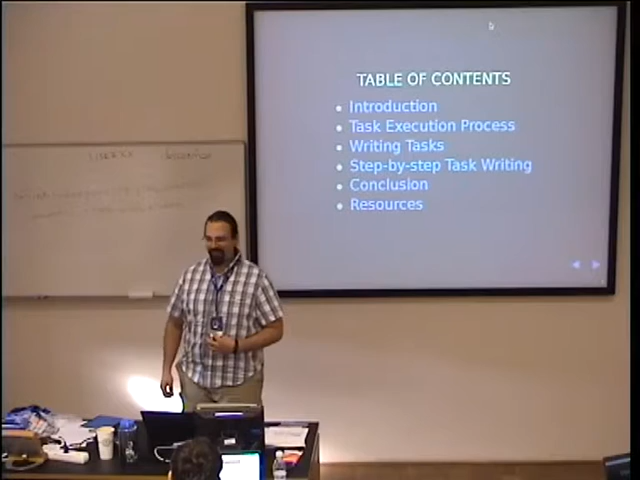 TABLE OF CONTENTS
Introduction
Task Execution Process
Writing Tasks
Step-by-step Task Writing
Conclusion
Resources